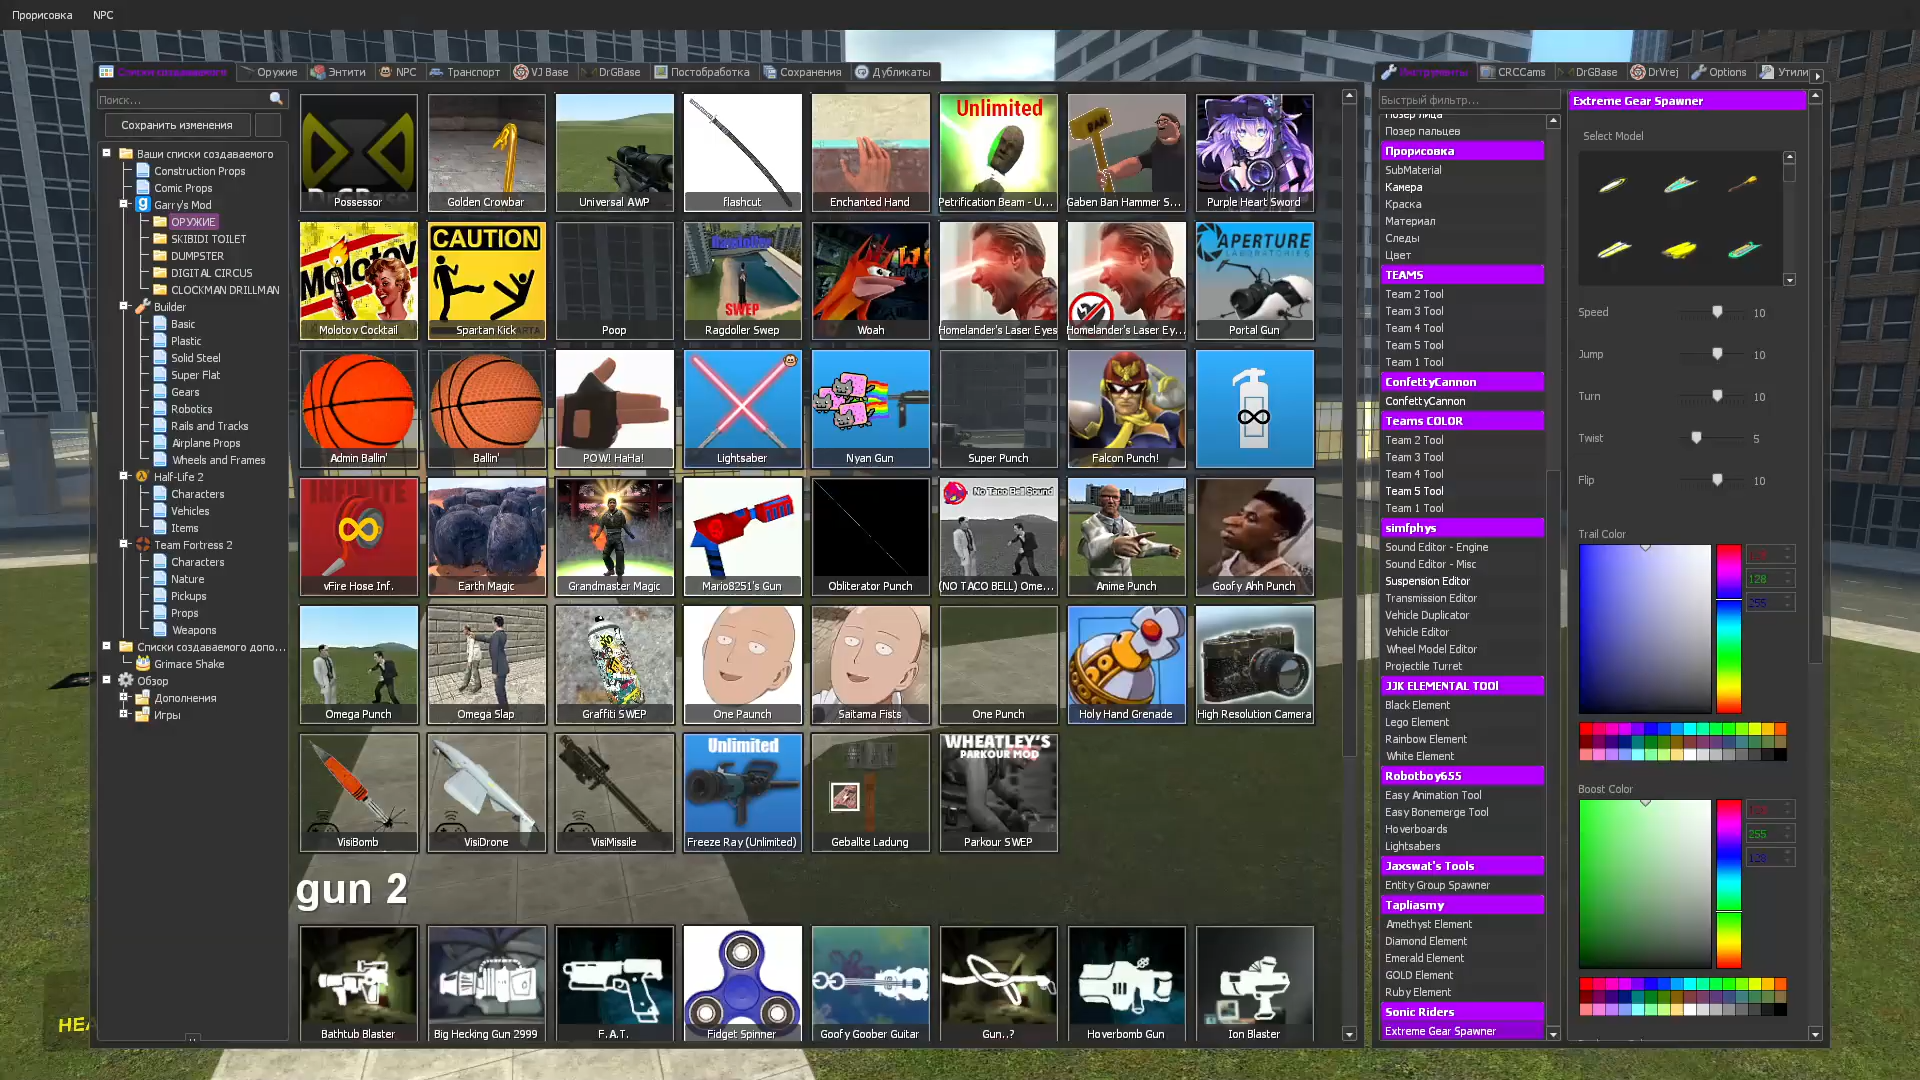 Прорисовка
NPC
Списки создаваемого
Оружие
Энтити
NPC
Транспорт
VJ Base
DrGBase
Постобработка
Сохранения
Дубликаты
Поиск...
Сохранить изменения
Ваши списки создаваемого
Construction Props
Comic Props
Garry's Mod
ОРУЖИЕ
SKIBIDI TOILET
DUMPSTER
DIGITAL CIRCUS
CLOCKMAN DRILLMAN
Builder
Basic
Plastic
Solid Steel
Super Flat
Gears
Robotics
Rails and Tracks
Airplane Props
Wheels and Frames
Half-Life 2
Characters
Vehicles
Items
Team Fortress 2
Characters
Nature
Pickups
Props
Weapons
Списки создаваемого допо...
Grimace Shake
Обзор
Дополнения
Игры
Possessor
Golden Crowbar
Universal AWP
flashcut
Enchanted Hand
Unlimited
Petrification Beam - U...
Gaben Ban Hammer S...
Purple Heart Sword
Molotov
Molotov Cocktail
CAUTION
Spartan Kick
Poop
SWEP
Ragdoller Swep
Woah
Homelander's Laser Eyes
Homelander's Laser Ey...
APERTURE
LABORATORIES
Portal Gun
Admin Ballin'
Ballin'
POW! HaHa!
Lightsaber
Nyan Gun
Super Punch
Falcon Punch!
vFire Hose Inf.
Earth Magic
Grandmaster Magic
Mario8251's Gun
Obliterator Punch
No Taco Bell Sound
(NO TACO BELL) Ome...
Anime Punch
Goofy Ahh Punch
Omega Punch
Omega Slap
Graffiti SWEP
One Paunch
Saitama Fists
One Punch
Holy Hand Grenade
High Resolution Camera
VisiBomb
VisiDrone
VisiMissile
Unlimited
Freeze Ray (Unlimited)
Geballte Ladung
WHEATLEY'S
PARKOUR MOD
Parkour SWEP
gun 2
Bathtub Blaster
Big Hecking Gun 2999
F.A.T.
Fidget Spinner
Goofy Goober Guitar
Gun..?
Hoverbomb Gun
Ion Blaster
HEA
Инструменты
CRCCams
DrGBase
DrVrej
Options
Утили
Быстрый фильтр...
Позер лица
Позер пальцев
Прорисовка
SubMaterial
Камера
Краска
Материал
Следы
Цвет
TEAMS
Team 2 Tool
Team 3 Tool
Team 4 Tool
Team 5 Tool
Team 1 Tool
ConfettyCannon
ConfettyCannon
Teams COLOR
Team 2 Tool
Team 3 Tool
Team 4 Tool
Team 5 Tool
Team 1 Tool
simfphys
Sound Editor - Engine
Sound Editor - Misc
Suspension Editor
Transmission Editor
Vehicle Duplicator
Vehicle Editor
Wheel Model Editor
Projectile Turret
JJK ELEMENTAL TOOl
Black Element
Lego Element
Rainbow Element
White Element
Robotboy655
Easy Animation Tool
Easy Bonemerge Tool
Hoverboards
Lightsabers
Jaxswat's Tools
Entity Group Spawner
Tapliasmy
Amethyst Element
Diamond Element
Emerald Element
GOLD Element
Ruby Element
Sonic Riders
Extreme Gear Spawner
Extreme Gear Spawner
Select Model
Speed 10
Jump 10
Turn 10
Twist 5
Flip 10
Trail Color
128
255
Boost Color
255
128